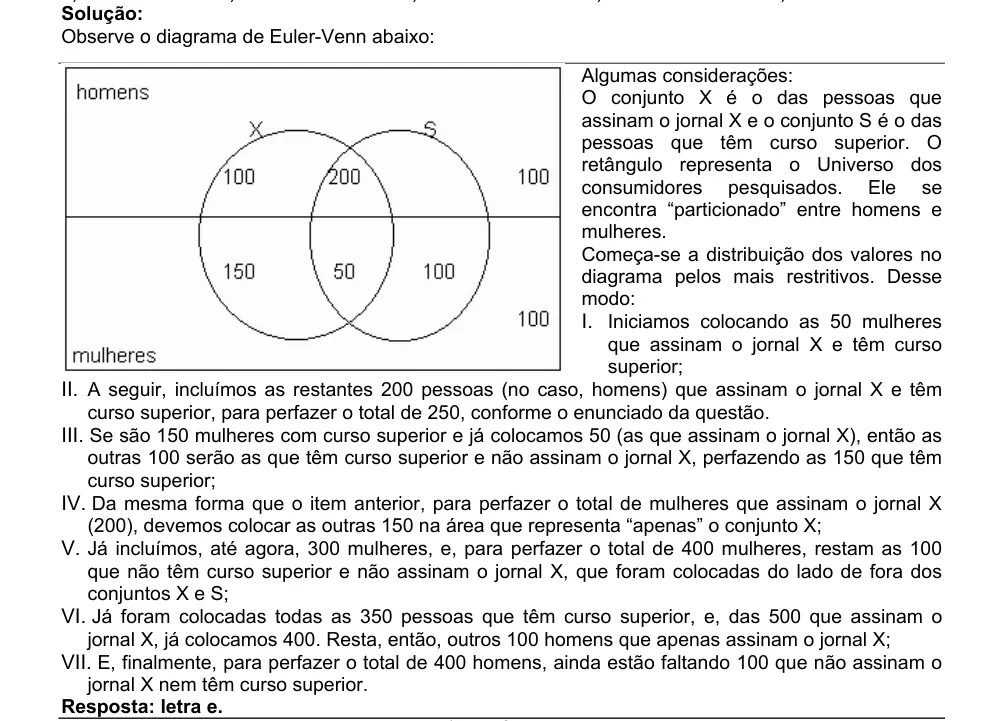 Solução:
Observe o diagrama de Euler-Venn abaixo:
homens
X
S
100
200
100
150
50
100
100
mulheres
Algumas considerações:
O conjunto X é o das pessoas que
assinam o jornal X e o conjunto S é o das
pessoas que têm curso superior. O
retângulo representa o Universo dos
consumidores pesquisados. Ele se
encontra “particionado” entre homens e
mulheres.
Começa-se a distribuição dos valores no
diagrama pelos mais restritivos. Desse
modo:
I. Iniciamos colocando as 50 mulheres
que assinam o jornal X e têm curso
superior;
II. A seguir, incluímos as restantes 200 pessoas (no caso, homens) que assinam o jornal X e têm
curso superior, para perfazer o total de 250, conforme o enunciado da questão.
III. Se são 150 mulheres com curso superior e já colocamos 50 (as que assinam o jornal X), então as
outras 100 serão as que têm curso superior e não assinam o jornal X, perfazendo as 150 que têm
curso superior;
IV. Da mesma forma que o item anterior, para perfazer o total de mulheres que assinam o jornal X
(200), devemos colocar as outras 150 na área que representa “apenas” o conjunto X;
V. Já incluímos, até agora, 300 mulheres, e, para perfazer o total de 400 mulheres, restam as 100
que não têm curso superior e não assinam o jornal X, que foram colocadas do lado de fora dos
conjuntos X e S;
VI. Já foram colocadas todas as 350 pessoas que têm curso superior, e, das 500 que assinam o
jornal X, já colocamos 400. Resta, então, outros 100 homens que apenas assinam o jornal X;
VII. E, finalmente, para perfazer o total de 400 homens, ainda estão faltando 100 que não assinam o
jornal X nem têm curso superior.
Resposta: letra e.